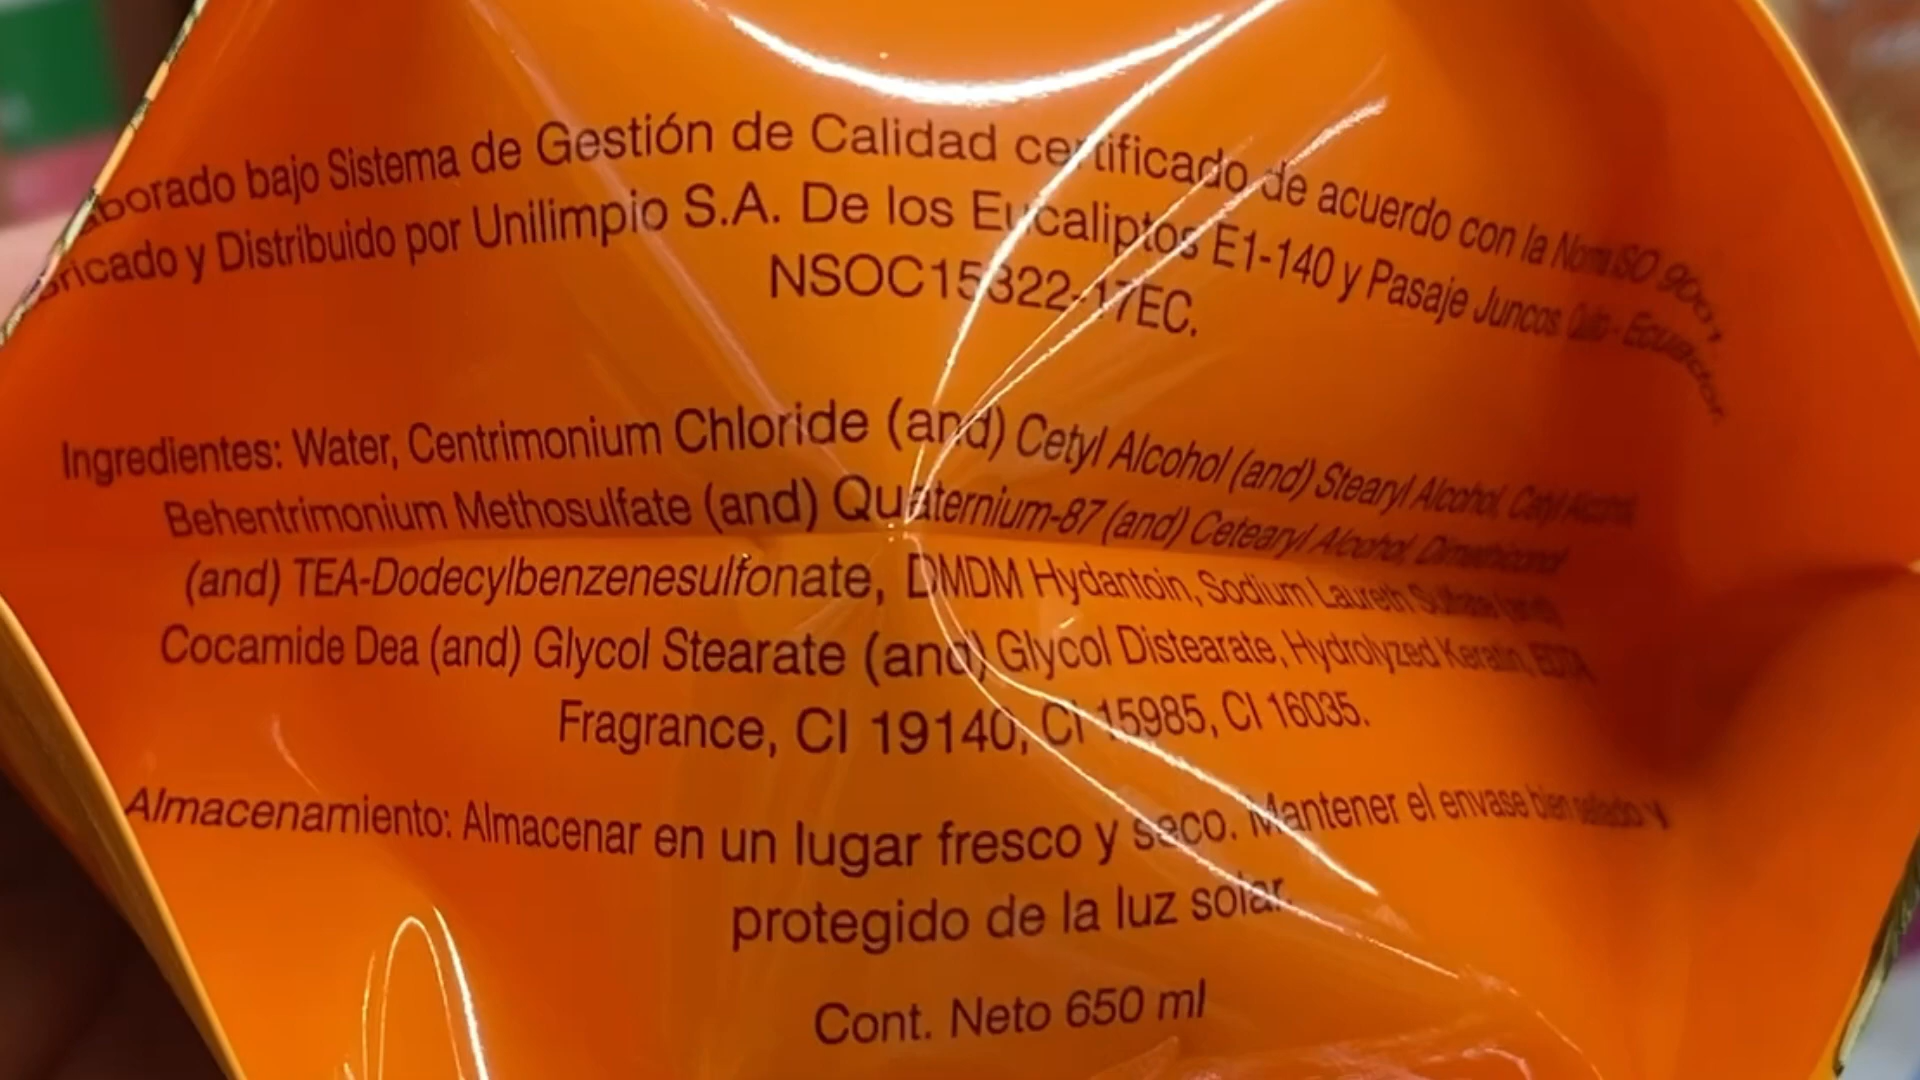 borado bajo Sistema de Gestión de Calidad certificado de acuerdo con la Norma ISO 9001,
ricado y Distribuido por Unilimpio S.A. De los Eucaliptos E1-140 y Pasaje Juncos Quito - Ecuador.
NSOC15322-17EC.
Ingredientes: Water, Centrimonium Chloride (and) Cetyl Alcohol (and) Stearyl Alcohol, Cetyl Alcohol,
Behentrimonium Methosulfate (and) Quaternium-87 (and) Cetearyl Alcohol, Dimethiconol
(and) TEA-Dodecylbenzenesulfonate, DMDM Hydantoin, Sodium Laureth Sulfate (and)
Cocamide Dea (and) Glycol Stearate (and) Glycol Distearate, Hydrolyzed Keratin, EDTA,
Fragrance, CI 19140, CI 15985, CI 16035.
Almacenamiento: Almacenar en un lugar fresco y seco. Mantener el envase bien selado y
protegido de la luz solar.
Cont. Neto 650 ml